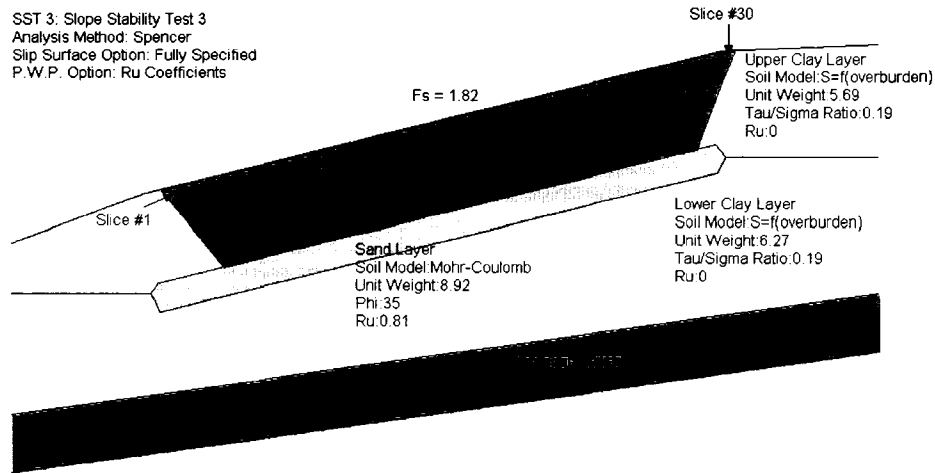 SST 3: Slope Stability Test 3
Analysis Method: Spencer
Slip Surface Option: Fully Specified
P.W.P. Option: Ru Coefficients
Slice #30
Fs = 1.82
Upper Clay Layer
Soil Model:S=f(overburden)
Unit Weight:5.69
Tau/Sigma Ratio:0.19
Ru:0
Slice #1
Lower Clay Layer
Soil Model:S=f(overburden)
Unit Weight:6.27
Tau/Sigma Ratio:0.19
Ru:0
Sand Layer
Soil Model:Mohr-Coulomb
Unit Weight:8.92
Phi:35
Ru:0.81